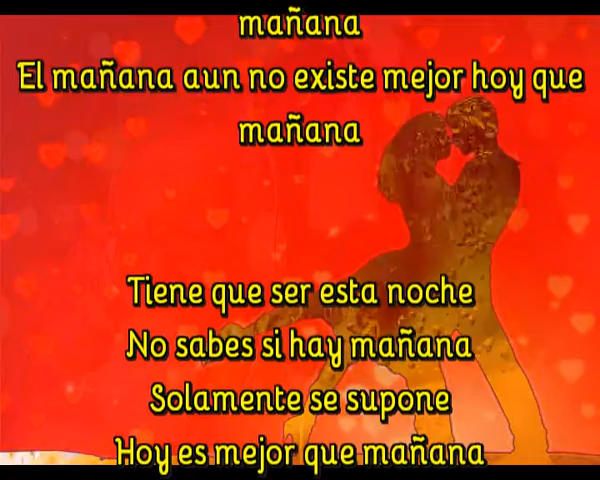 mañana
El mañana aun no existe mejor hoy que
mañana
Tiene que ser esta noche
No sabes si hay mañana
Solamente se supone
Hoy es mejor que mañana